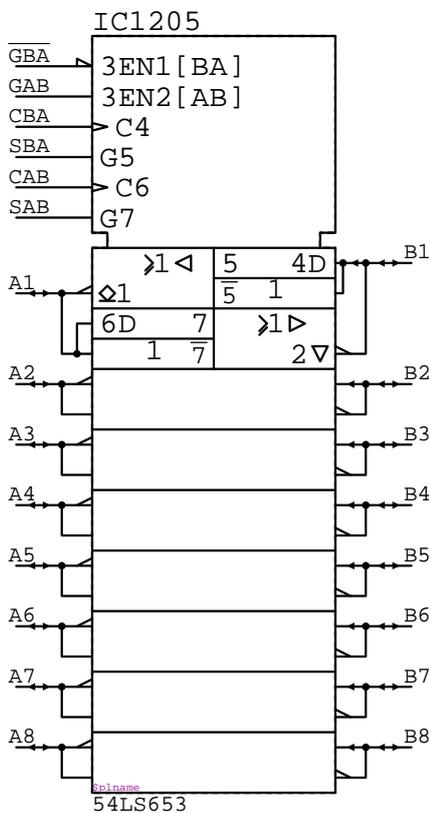 IC1205
GBA 3EN1[BA]
GAB 3EN2[AB]
CBA C4
SBA G5
CAB C6
SAB G7
≥1 ◁ 5 4D B1
A1 ◇1 5 1
6D 7 ≥1 ▷
1 7 2 ▽
A2 B2
A3 B3
A4 B4
A5 B5
A6 B6
A7 B7
A8 B8
$plname
54LS653